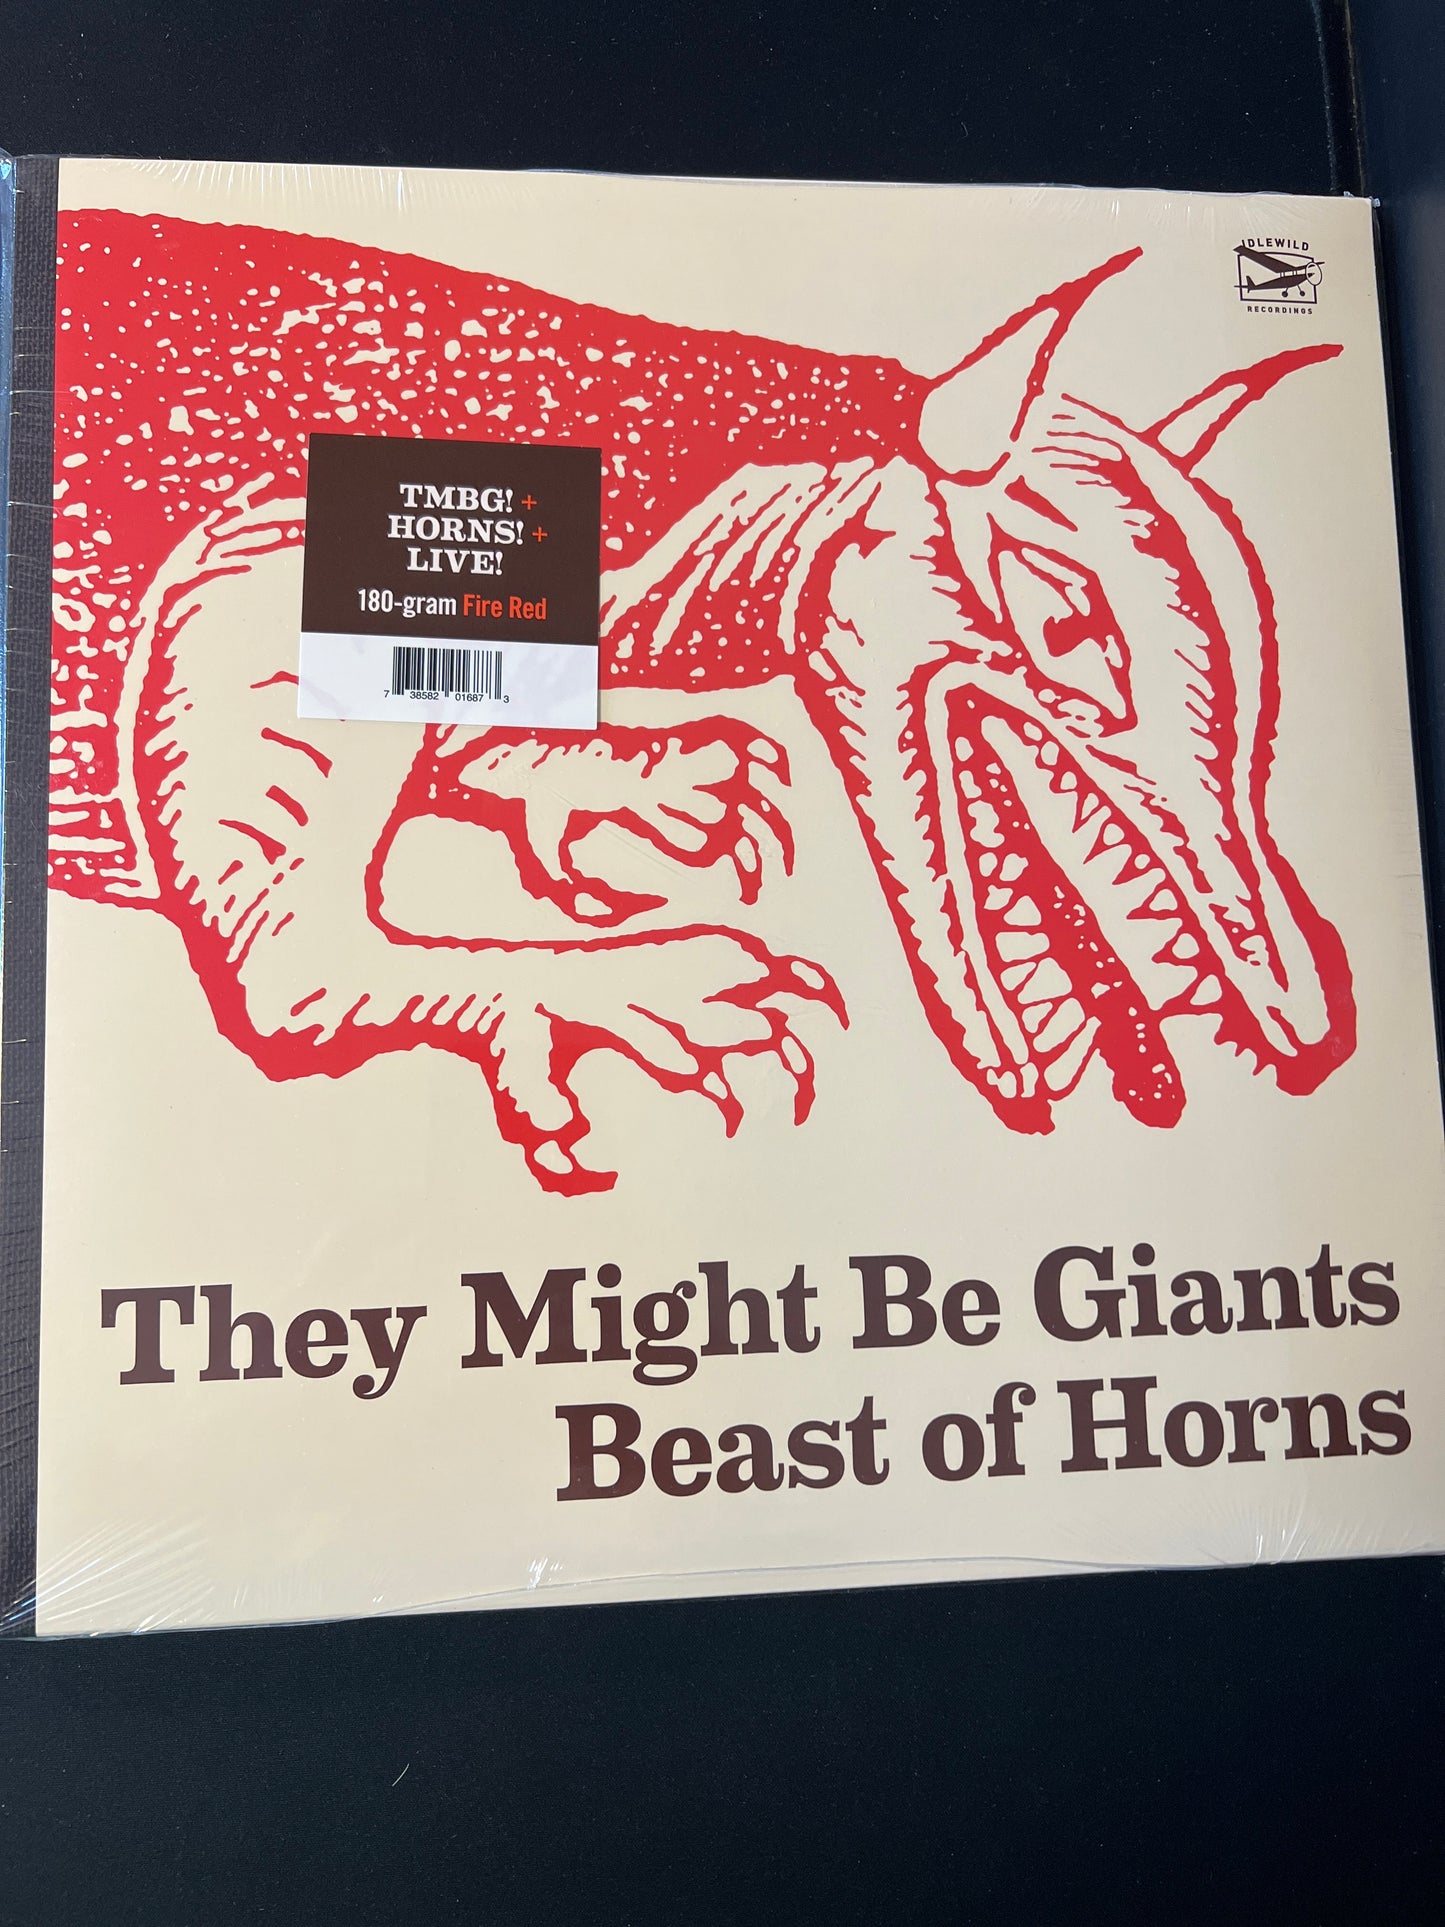 IDLEWILD
RECORDINGS
TMBG! +
HORNS! +
LIVE!
180-gram Fire Red
7 38582 01687 3
They Might Be Giants
Beast of Horns